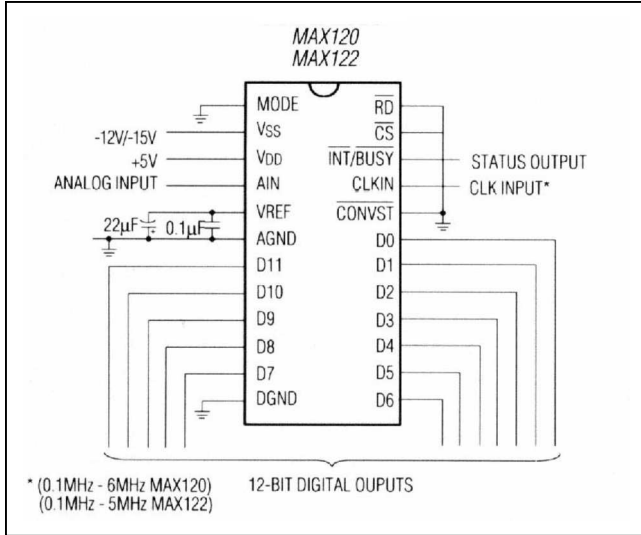 MAX120
MAX122
MODE
VSS
VDD
AIN
VREF
AGND
D11
D10
D9
D8
D7
DGND
RD
CS
INT/BUSY
CLKIN
CONVST
D0
D1
D2
D3
D4
D5
D6
-12V/-15V
+5V
ANALOG INPUT
22µF
+
0.1µF
STATUS OUTPUT
CLK INPUT*
12-BIT DIGITAL OUPUTS
* (0.1MHz - 6MHz MAX120)
(0.1MHz - 5MHz MAX122)